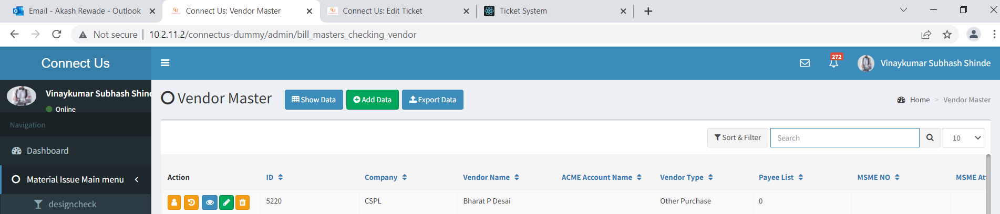 Email - Akash Rewade - Outlook
Connect Us: Vendor Master
Connect Us: Edit Ticket
Ticket System
Not secure
10.2.11.2/connectus-dummy/admin/bill_masters_checking_vendor
Connect Us
272
Vinaykumar Subhash Shinde
Vinaykumar Subhash Shind
Online
Navigation
Dashboard
Material Issue Main menu
designcheck
Vendor Master
Show Data
Add Data
Export Data
Home > Vendor Master
Sort & Filter
Search
10
Action ID Company Vendor Name ACME Account Name Vendor Type Payee List MSME NO MSME Att
5220 CSPL Bharat P Desai Other Purchase 0